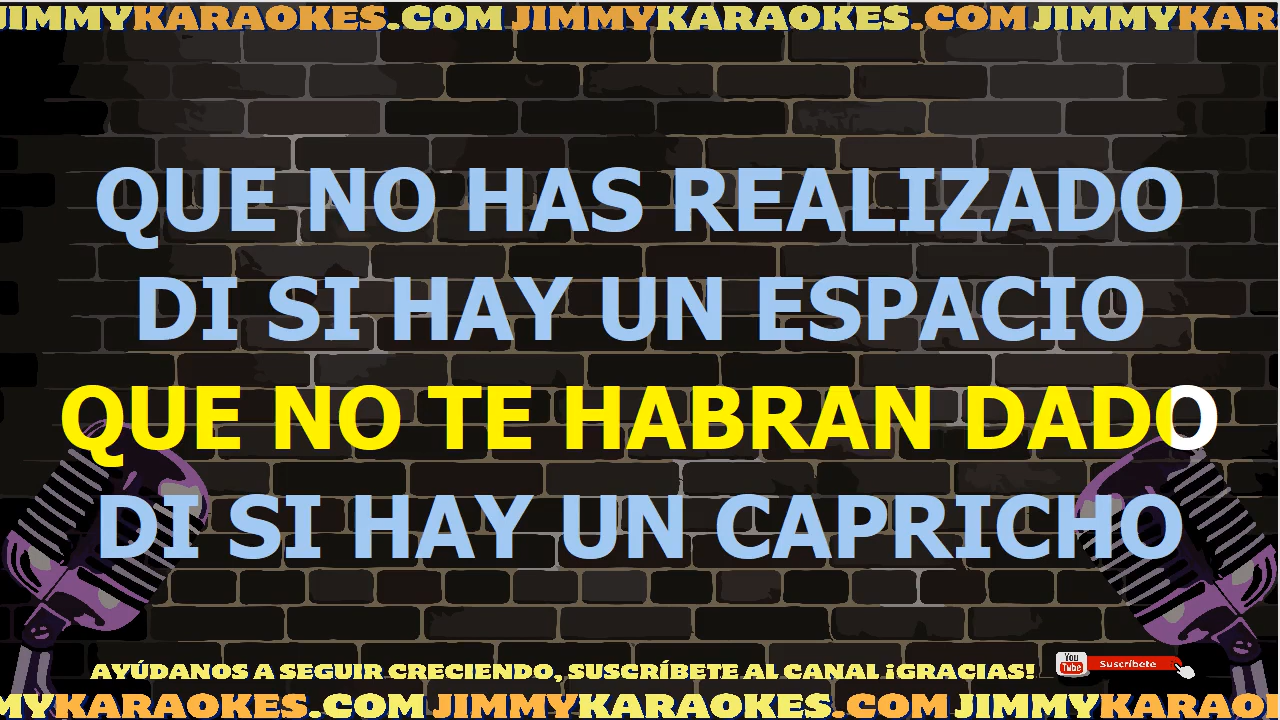 JIMMYKARAOKES.COM JIMMYKARAOKES.COM JIMMYKAR
QUE NO HAS REALIZADO
DI SI HAY UN ESPACIO
QUE NO TE HABRAN DADO
DI SI HAY UN CAPRICHO
AYÚDANOS A SEGUIR CRECIENDO, SUSCRÍBETE AL CANAL ¡GRACIAS!
You Tube Suscríbete
MYKARAOKES.COM JIMMYKARAOKES.COM JIMMYKARAOK